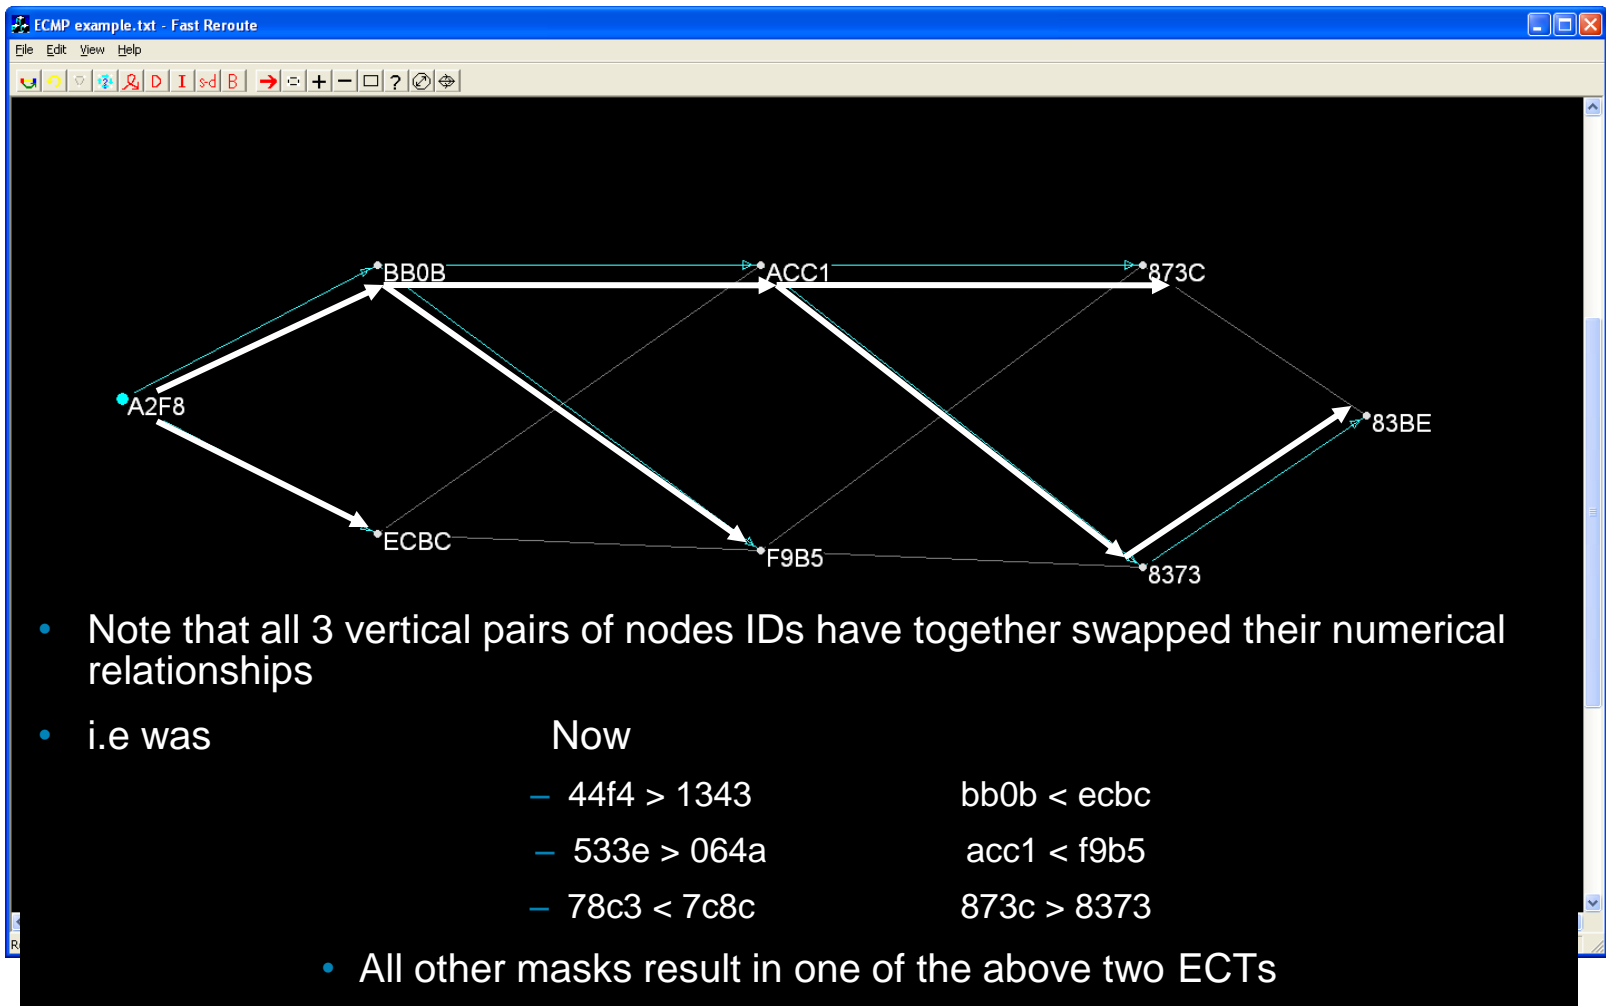 ECMP example.txt - Fast Reroute
File Edit View Help
D I s-d B ?
BB0B ACC1 873C
A2F8 83BE
ECBC F9B5 8373
• Note that all 3 vertical pairs of nodes IDs have together swapped their numerical
relationships
• i.e was Now
– 44f4 > 1343 bb0b < ecbc
– 533e > 064a acc1 < f9b5
– 78c3 < 7c8c 873c > 8373
• All other masks result in one of the above two ECTs